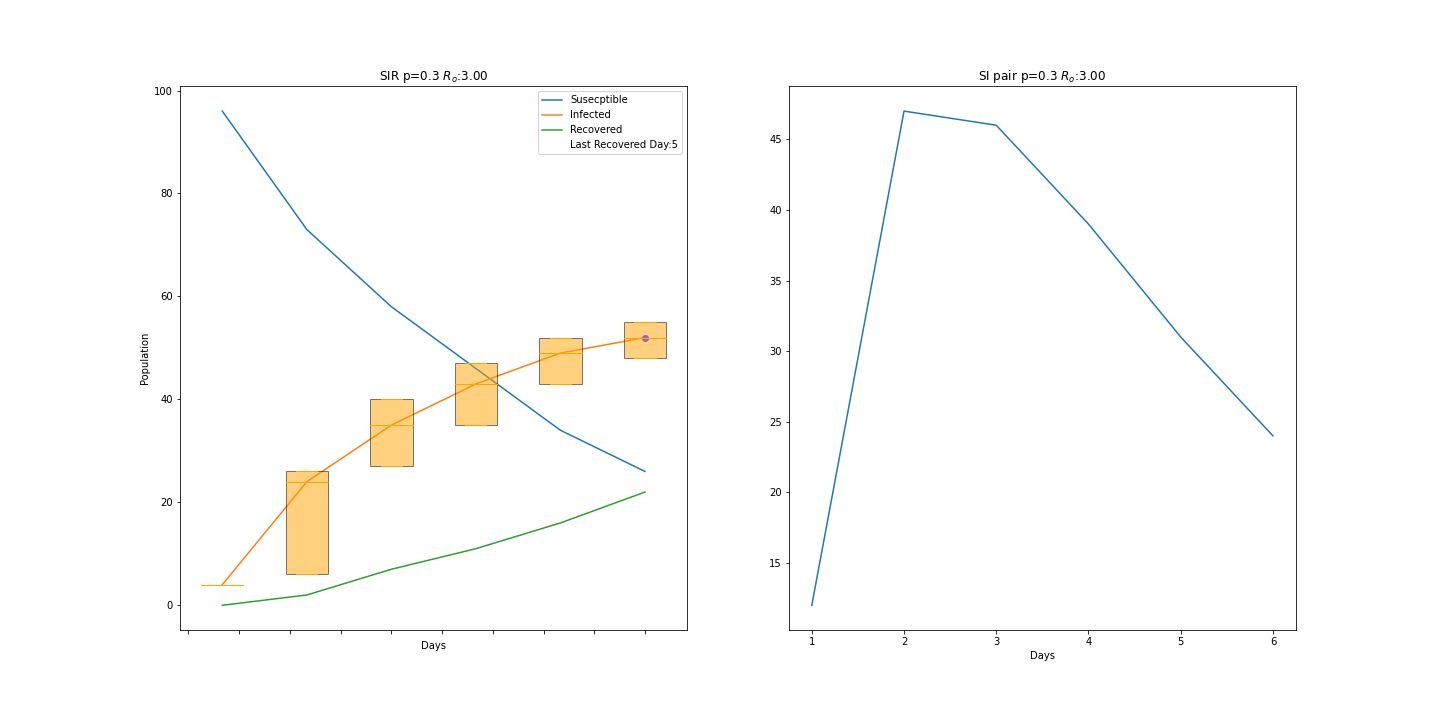 SIR p=0.3 Rₒ:3.00
100
80
60
40
20
0
Population
Days
Susecptible
Infected
Recovered
Last Recovered Day:5
SI pair p=0.3 Rₒ:3.00
45
40
35
30
25
20
15
1 2 3 4 5 6
Days